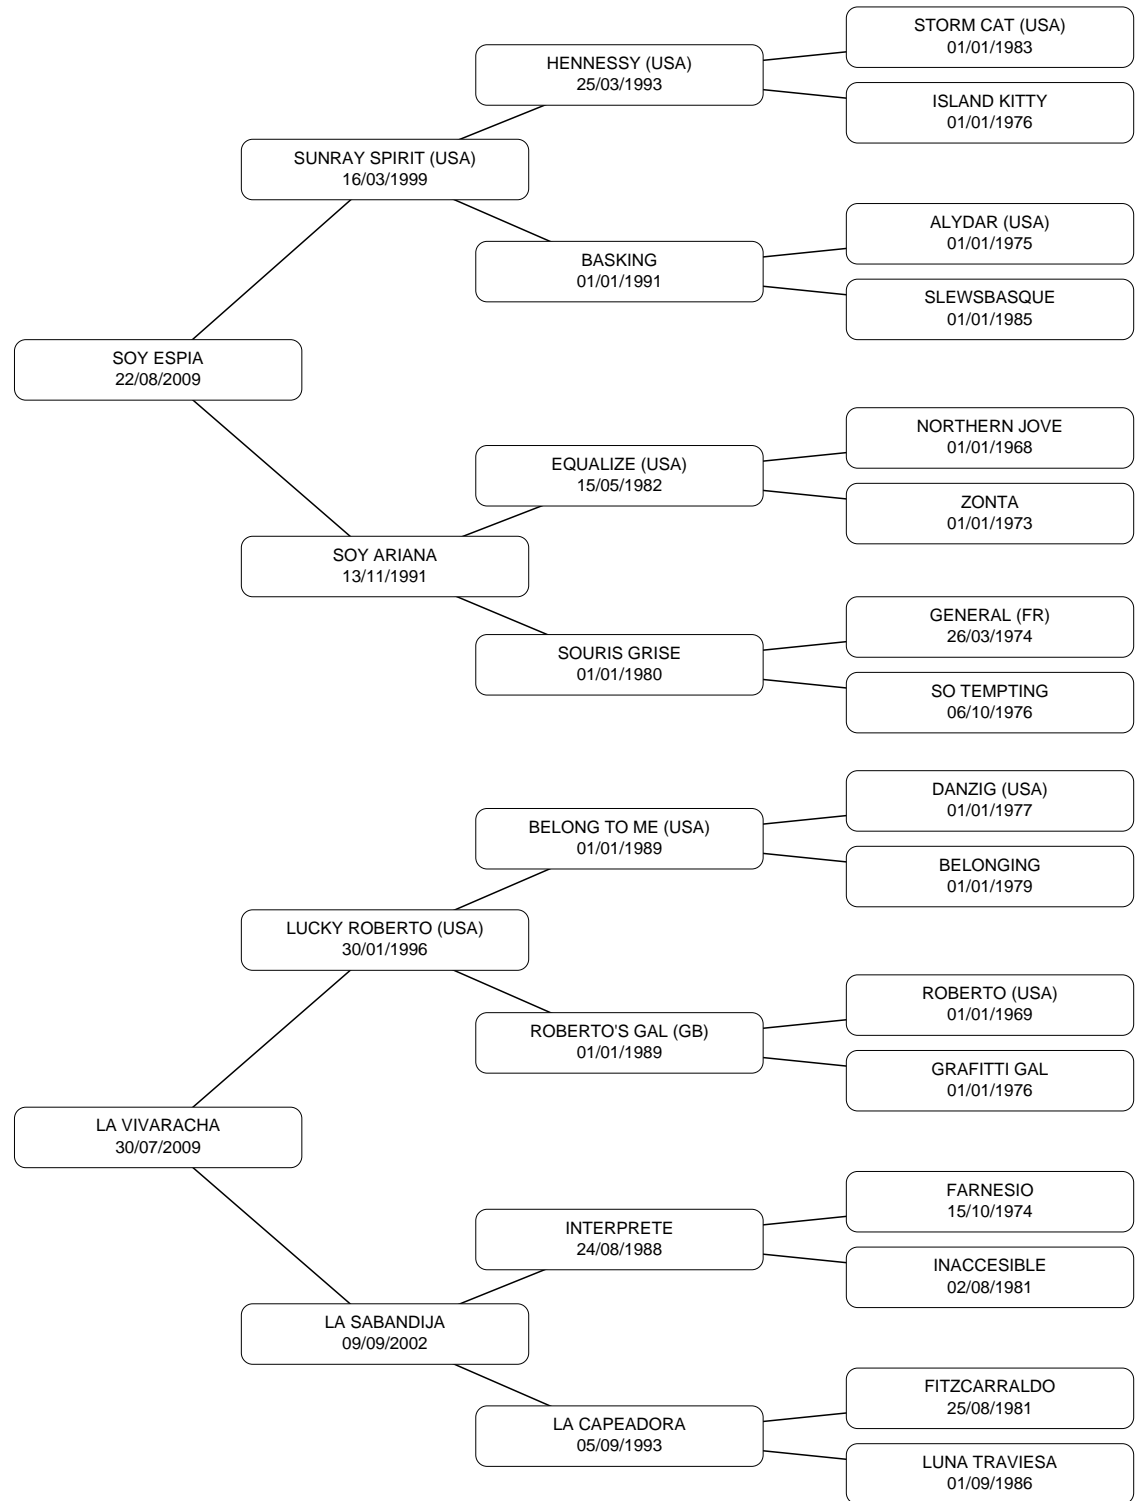 STORM CAT (USA)
01/01/1983
HENNESSY (USA)
25/03/1993
ISLAND KITTY
01/01/1976
SUNRAY SPIRIT (USA)
16/03/1999
ALYDAR (USA)
01/01/1975
BASKING
01/01/1991
SLEWSBASQUE
01/01/1985
SOY ESPIA
22/08/2009
NORTHERN JOVE
01/01/1968
EQUALIZE (USA)
15/05/1982
ZONTA
01/01/1973
SOY ARIANA
13/11/1991
GENERAL (FR)
26/03/1974
SOURIS GRISE
01/01/1980
SO TEMPTING
06/10/1976
DANZIG (USA)
01/01/1977
BELONG TO ME (USA)
01/01/1989
BELONGING
01/01/1979
LUCKY ROBERTO (USA)
30/01/1996
ROBERTO (USA)
01/01/1969
ROBERTO'S GAL (GB)
01/01/1989
GRAFITTI GAL
01/01/1976
LA VIVARACHA
30/07/2009
FARNESIO
15/10/1974
INTERPRETE
24/08/1988
INACCESIBLE
02/08/1981
LA SABANDIJA
09/09/2002
FITZCARRALDO
25/08/1981
LA CAPEADORA
05/09/1993
LUNA TRAVIESA
01/09/1986